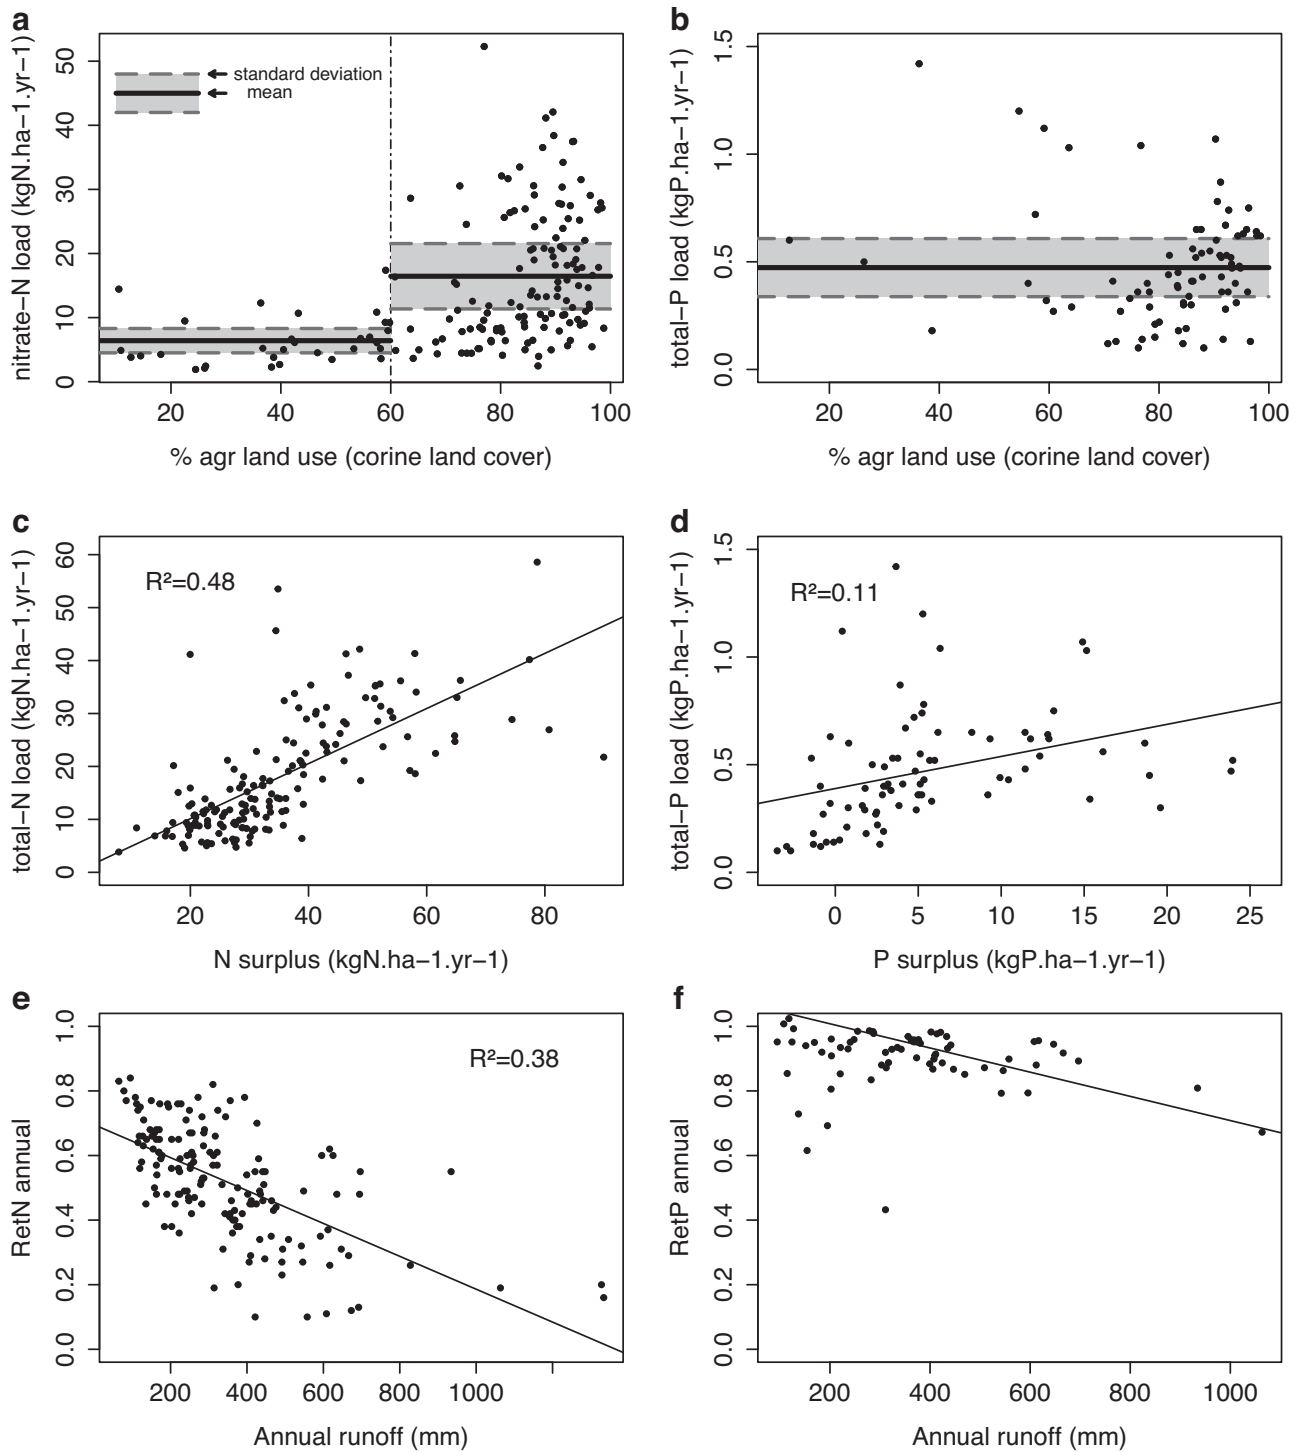 a
nitrate−N load (kgN.ha−1.yr−1)
0 10 20 30 40 50
standard deviation
mean
20 40 60 80 100
% agr land use (corine land cover)
b
total−P load (kgP.ha−1.yr−1)
0.0 0.5 1.0 1.5
20 40 60 80 100
% agr land use (corine land cover)
c
total−N load (kgN.ha−1.yr−1)
0 10 20 30 40 50 60
R²=0.48
20 40 60 80
N surplus (kgN.ha−1.yr−1)
d
total−P load (kgP.ha−1.yr−1)
0.0 0.5 1.0 1.5
R²=0.11
0 5 10 15 20 25
P surplus (kgP.ha−1.yr−1)
e
RetN annual
0.0 0.2 0.4 0.6 0.8 1.0
R²=0.38
200 400 600 800 1000
Annual runoff (mm)
f
RetP annual
0.0 0.2 0.4 0.6 0.8 1.0
200 400 600 800 1000
Annual runoff (mm)